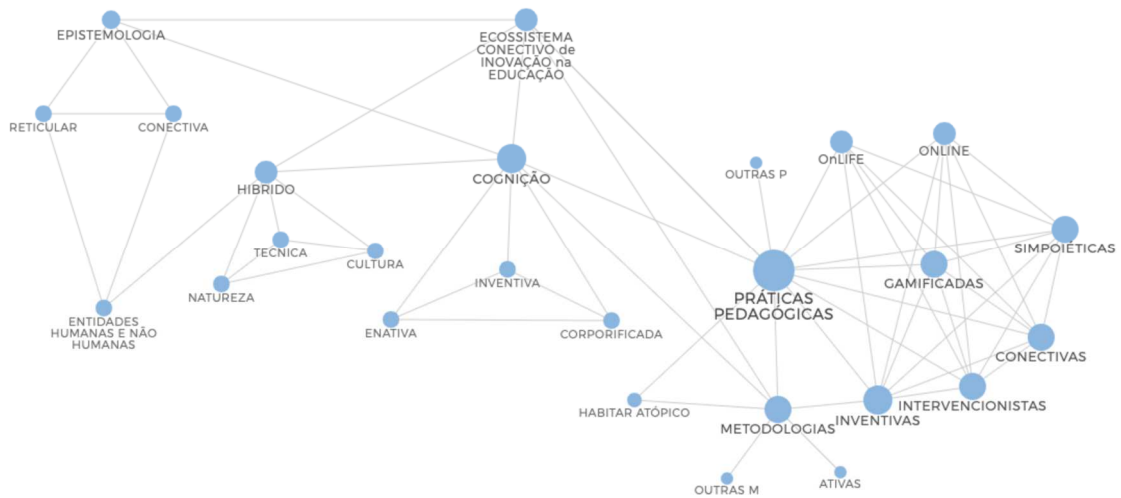 EPISTEMOLOGIA
ECOSSISTEMA
CONECTIVO de
INOVAÇÃO na
EDUCAÇÃO
RETICULAR
CONECTIVA
HIBRIDO
COGNIÇÃO
OUTRAS P
OnLIFE
ONLINE
SIMPOIÉTICAS
TECNICA
CULTURA
NATUREZA
INVENTIVA
GAMIFICADAS
PRÁTICAS
PEDAGÓGICAS
ENTIDADES
HUMANAS E NÃO
HUMANAS
ENATIVA
CORPORIFICADA
CONECTIVAS
HABITAR ATÓPICO
METODOLOGIAS
INVENTIVAS
INTERVENCIONISTAS
OUTRAS M
ATIVAS